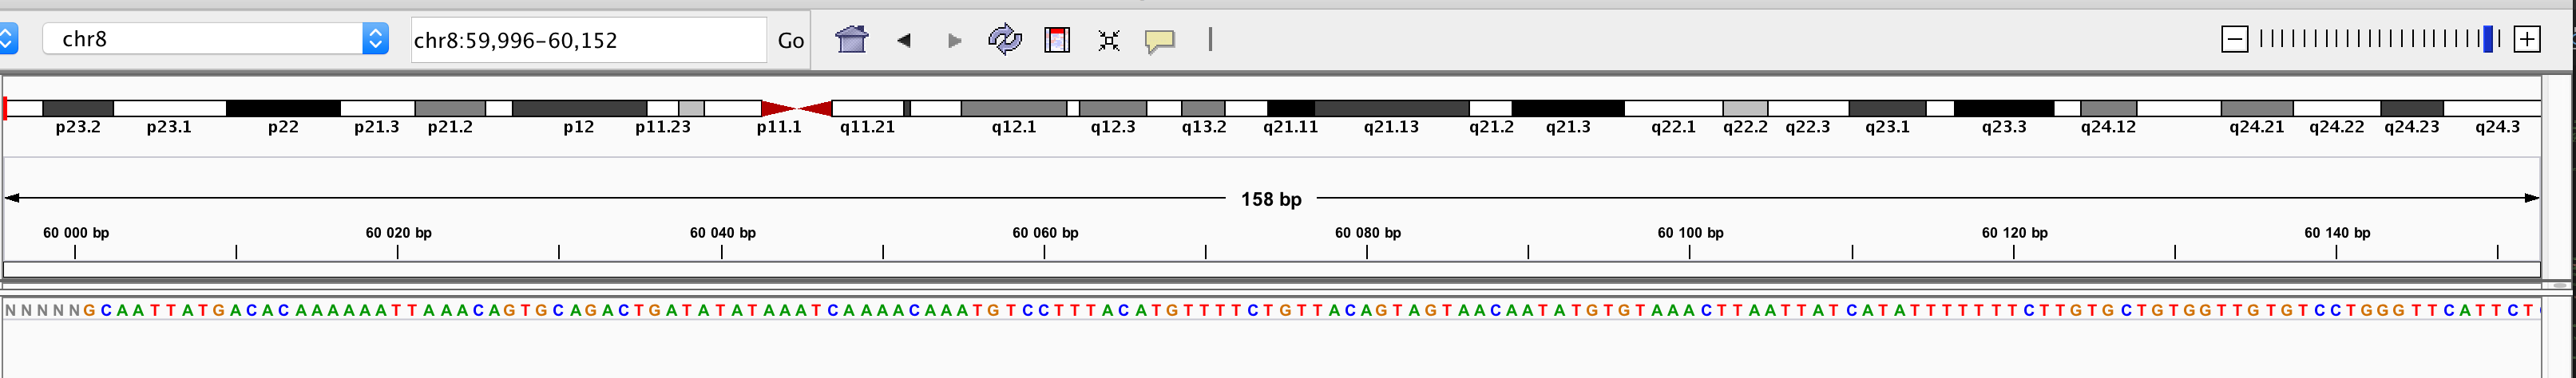 chr8 chr8:59,996-60,152 Go
p23.2 p23.1 p22 p21.3 p21.2 p12 p11.23 p11.1 q11.21 q12.1 q12.3 q13.2 q21.11 q21.13 q21.2 q21.3 q22.1 q22.2 q22.3 q23.1 q23.3 q24.12 q24.21 q24.22 q24.23 q24.3
158 bp
60 000 bp 60 020 bp 60 040 bp 60 060 bp 60 080 bp 60 100 bp 60 120 bp 60 140 bp
N N N N N G C A A T T A T G A C A C A A A A A A T T A A A C A G T G C A G A C T G A T A T A T A A A T C A A A A C A A A T G T C C T T T A C A T G T T T T C T G T T A C A G T A G T A A C A A T A T G T G T A A A C T T A A T T A T C A T A T T T T T T T C T T G T G C T G T G G T T G T G T C C T G G G T T C A T T C T